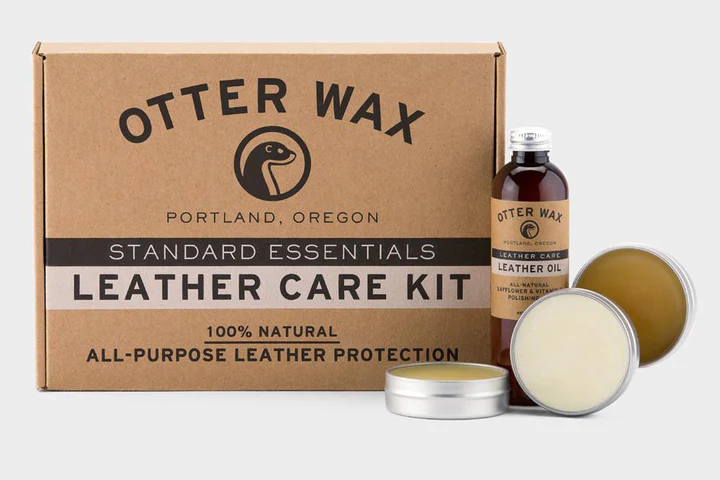 OTTER WAX
PORTLAND, OREGON
STANDARD ESSENTIALS
LEATHER CARE KIT
100% NATURAL
ALL-PURPOSE LEATHER PROTECTION
OTTER WAX
PORTLAND, OREGON
LEATHER CARE
LEATHER OIL
ALL-NATURAL
SAFFLOWER & VITAMIN
POLISHING